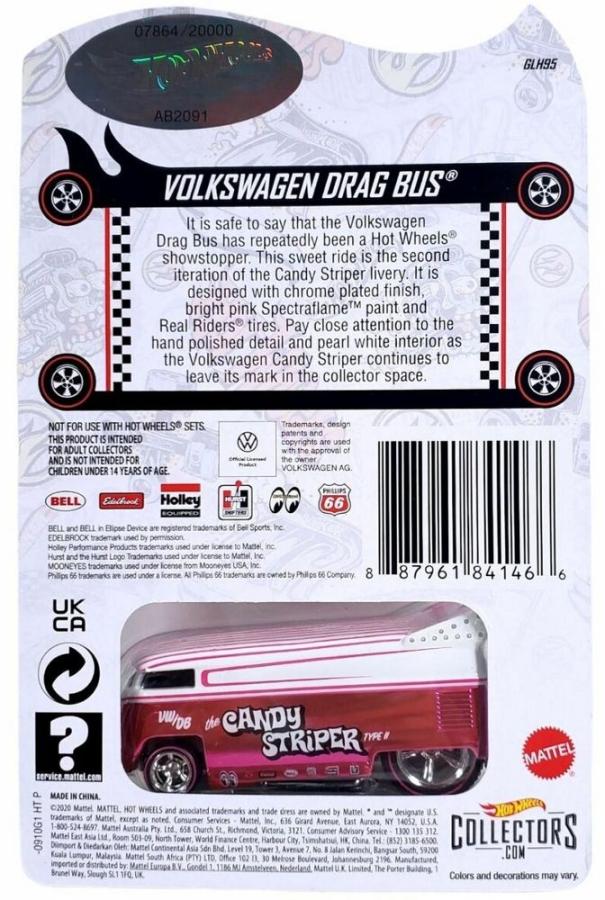 07864/20000
HOT WHEELS
AB2091
GLH95
VOLKSWAGEN DRAG BUS®
It is safe to say that the Volkswagen
Drag Bus has repeatedly been a Hot Wheels®
showstopper. This sweet ride is the second
iteration of the Candy Striper livery. It is
designed with chrome plated finish,
bright pink Spectraflame™ paint and
Real Riders® tires. Pay close attention to the
hand polished detail and pearl white interior as
the Volkswagen Candy Striper continues to
leave its mark in the collector space.
NOT FOR USE WITH HOT WHEELS® SETS.
THIS PRODUCT IS INTENDED
FOR ADULT COLLECTORS
AND IS NOT INTENDED FOR
CHILDREN UNDER 14 YEARS OF AGE.
Official Licensed
Product
Trademarks, design
patents and
copyrights are used
with the approval of
the owner
VOLKSWAGEN AG.
BELL
Edelbrock
Holley
EQUIPPED
HURST
SHIFTERS
PHILLIPS
66
BELL and BELL in Ellipse Device are registered trademarks of Bell Sports, Inc.
EDELBROCK trademark used by permission.
Holley Performance Products trademarks used under license to Mattel, Inc.
Hurst and the Hurst Logo Trademarks used under license to Mattel, Inc.
MOONEYES trademarks used under license from Mooneyes USA, Inc.
Phillips 66 trademarks are used under a license. All Phillips 66 trademarks are owned by Phillips 66 Company.
8 87961 84146 6
UK
CA
?
service.mattel.com
VW/DB
the CANDY
STRIPER TYPE II
MATTEL
HOT WHEELS
COLLECTORS
.COM
Colors and decorations may vary.
-0910G1 HT P
MADE IN CHINA.
©2020 Mattel. MATTEL, HOT WHEELS and associated trademarks and trade dress are owned by Mattel. ® and ™ designate U.S.
trademarks of Mattel, except as noted. Consumer Services - Mattel, Inc., 636 Girard Avenue, East Aurora, NY 14052, U.S.A.
1-800-524-8697. Mattel Australia Pty. Ltd., 658 Church St., Richmond, Victoria, 3121. Consumer Advisory Service - 1300 135 312.
Mattel East Asia Ltd., Room 503-09, North Tower, World Finance Centre, Harbour City, Tsimshatsui, HK, China. Tel.: (852) 3185-6500.
Diimport & Diedarkan Oleh: Mattel Continental Asia Sdn Bhd. Level 19, Tower 3, Avenue 7, No. 8 Jalan Kerinchi, Bangsar South, 59200
Kuala Lumpur, Malaysia. Mattel South Africa (PTY) LTD, Office 102 I3, 30 Melrose Boulevard, Johannesburg 2196. Manufactured,
imported or distributed by: Mattel Europa B.V., Gondel 1, 1186 MJ Amstelveen, Nederland. Mattel U.K. Limited, The Porter Building, 1
Brunel Way, Slough SL1 1FQ, UK.